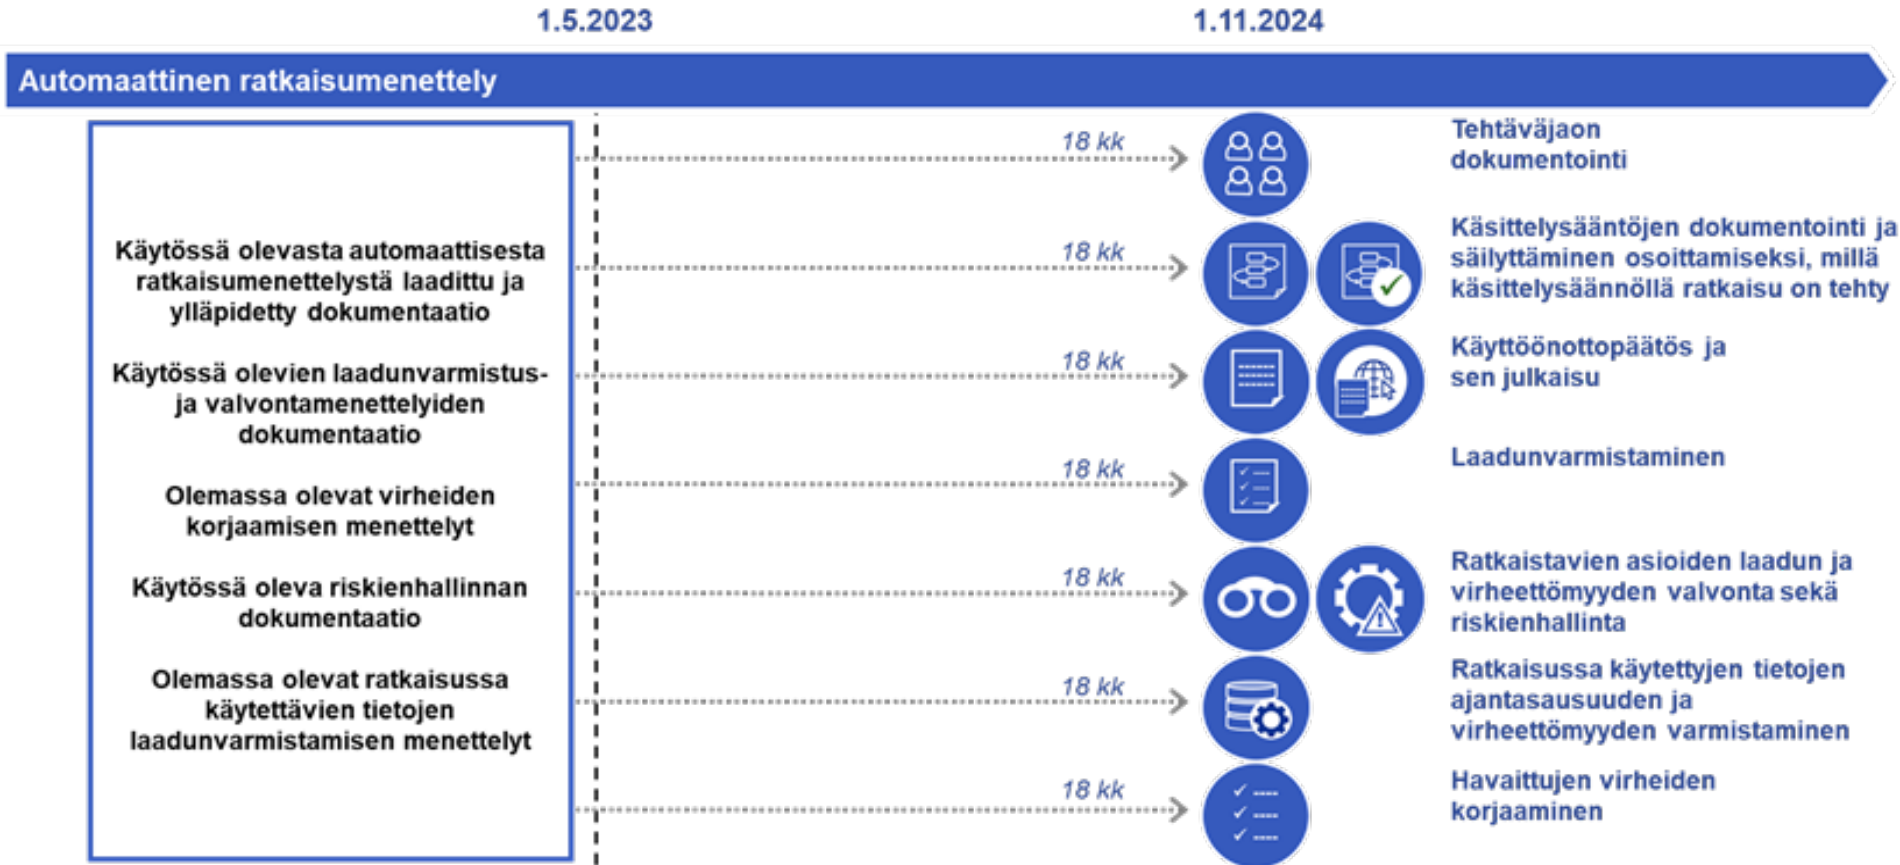 1.5.2023
1.11.2024
Automaattinen ratkaisumenettely
Käytössä olevasta automaattisesta
ratkaisumenettelystä laadittu ja
ylläpidetty dokumentaatio
Käytössä olevien laadunvarmistus-
ja valvontamenettelyiden
dokumentaatio
Olemassa olevat virheiden
korjaamisen menettelyt
Käytössä oleva riskienhallinnan
dokumentaatio
Olemassa olevat ratkaisussa
käytettävien tietojen
laadunvarmistamisen menettelyt
18 kk
Tehtäväjaon
dokumentointi
18 kk
Käsittelysääntöjen dokumentointi ja
säilyttäminen osoittamiseksi, millä
käsittelysäännöllä ratkaisu on tehty
18 kk
Käyttöönottopäätös ja
sen julkaisu
18 kk
Laadunvarmistaminen
18 kk
Ratkaistavien asioiden laadun ja
virheettömyyden valvonta sekä
riskienhallinta
18 kk
Ratkaisussa käytettyjen tietojen
ajantasausuuden ja
virheettömyyden varmistaminen
18 kk
Havaittujen virheiden
korjaaminen